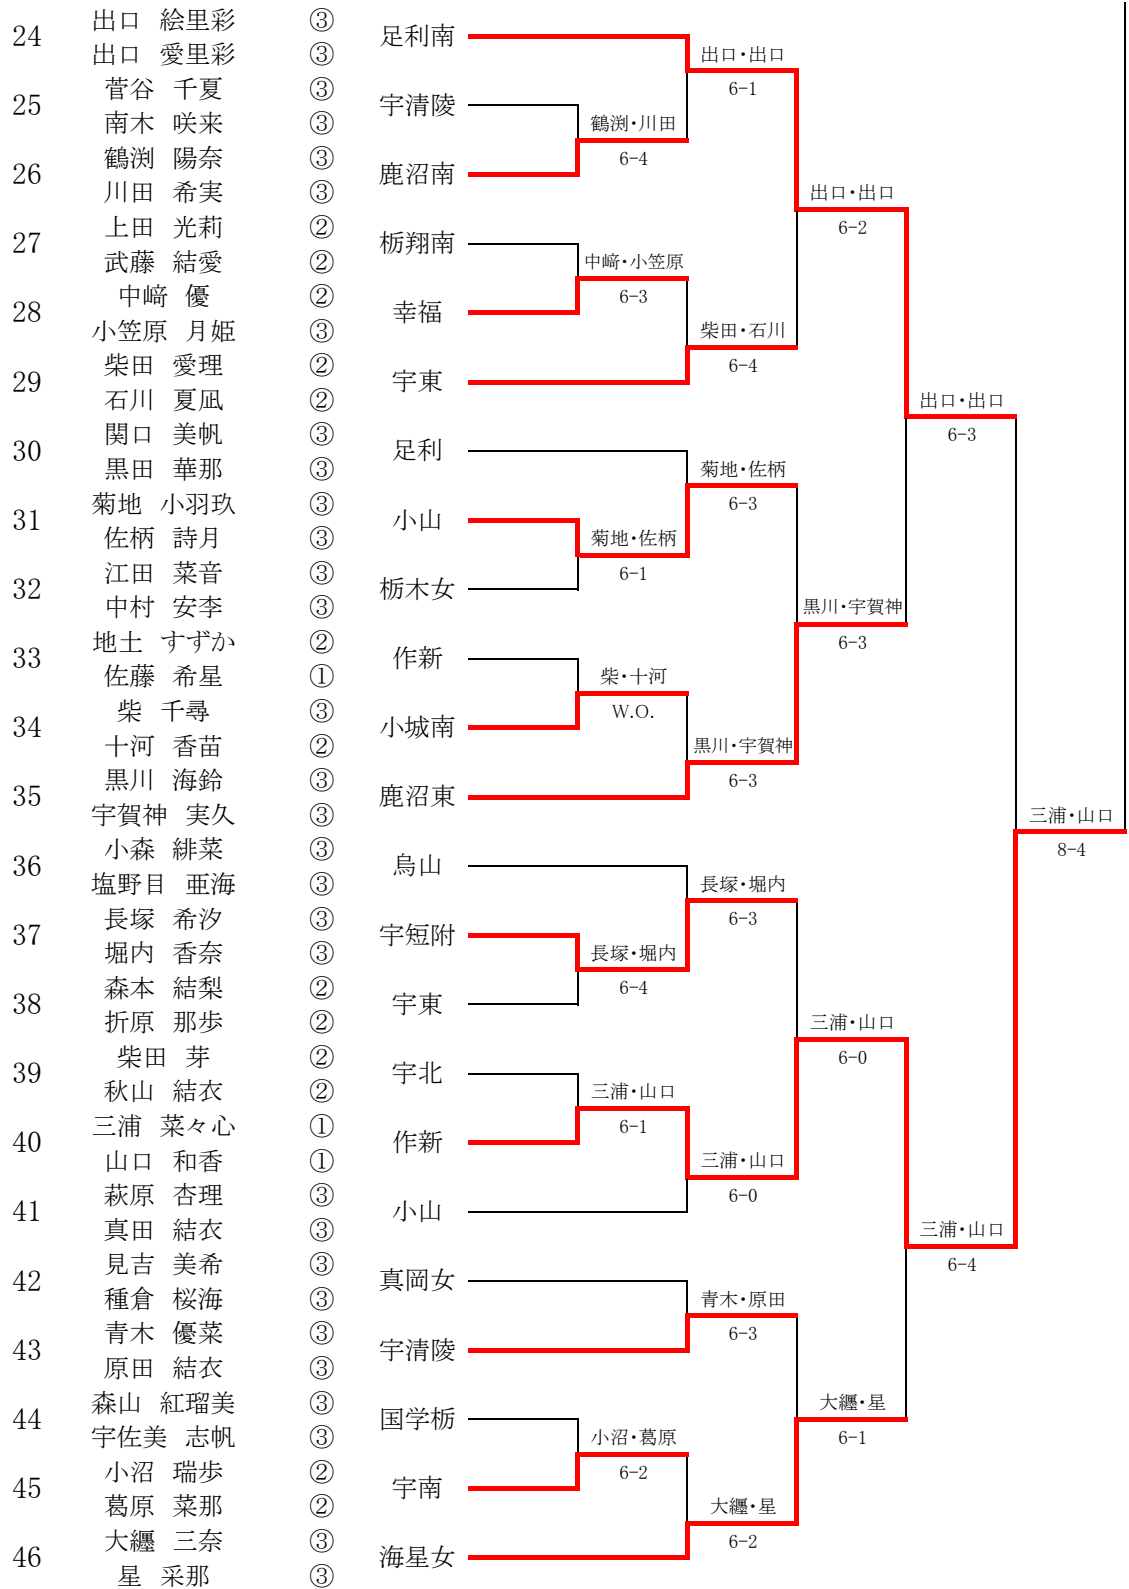 24 出口 絵里彩 ③ 足利南
出口 愛里彩 ③
25 菅谷 千夏 ③ 宇清陵
南木 咲来 ③
26 鶴渕 陽奈 ③ 鹿沼南
川田 希実 ③
27 上田 光莉 ② 栃翔南
武藤 結愛 ②
28 中﨑 優 ② 幸福
小笠原 月姫 ③
29 柴田 愛理 ② 宇東
石川 夏凪 ②
30 関口 美帆 ③ 足利
黒田 華那 ③
31 菊地 小羽玖 ③ 小山
佐柄 詩月 ③
32 江田 菜音 ③ 栃木女
中村 安李 ③
33 地土 すずか ② 作新
佐藤 希星 ①
34 柴 千尋 ③ 小城南
十河 香苗 ②
35 黒川 海鈴 ③ 鹿沼東
宇賀神 実久 ③
36 小森 緋菜 ③ 烏山
塩野目 亜海 ③
37 長塚 希汐 ③ 宇短附
堀内 香奈 ③
38 森本 結梨 ② 宇東
折原 那歩 ②
39 柴田 芽 ② 宇北
秋山 結衣 ②
40 三浦 菜々心 ① 作新
山口 和香 ①
41 萩原 杏理 ③ 小山
真田 結衣 ③
42 見吉 美希 ③ 真岡女
種倉 桜海 ③
43 青木 優菜 ③ 宇清陵
原田 結衣 ③
44 森山 紅瑠美 ③ 国学栃
宇佐美 志帆 ③
45 小沼 瑞歩 ② 宇南
葛原 菜那 ②
46 大纒 三奈 ③ 海星女
星 采那 ③
鶴渕・川田
6-4
中﨑・小笠原
6-3
菊地・佐柄
6-1
柴・十河
W.O.
長塚・堀内
6-4
三浦・山口
6-1
小沼・葛原
6-2
出口・出口
6-1
柴田・石川
6-4
菊地・佐柄
6-3
黒川・宇賀神
6-3
長塚・堀内
6-3
三浦・山口
6-0
青木・原田
6-3
大纒・星
6-2
出口・出口
6-2
黒川・宇賀神
6-3
三浦・山口
6-0
大纒・星
6-1
出口・出口
6-3
三浦・山口
6-4
三浦・山口
8-4